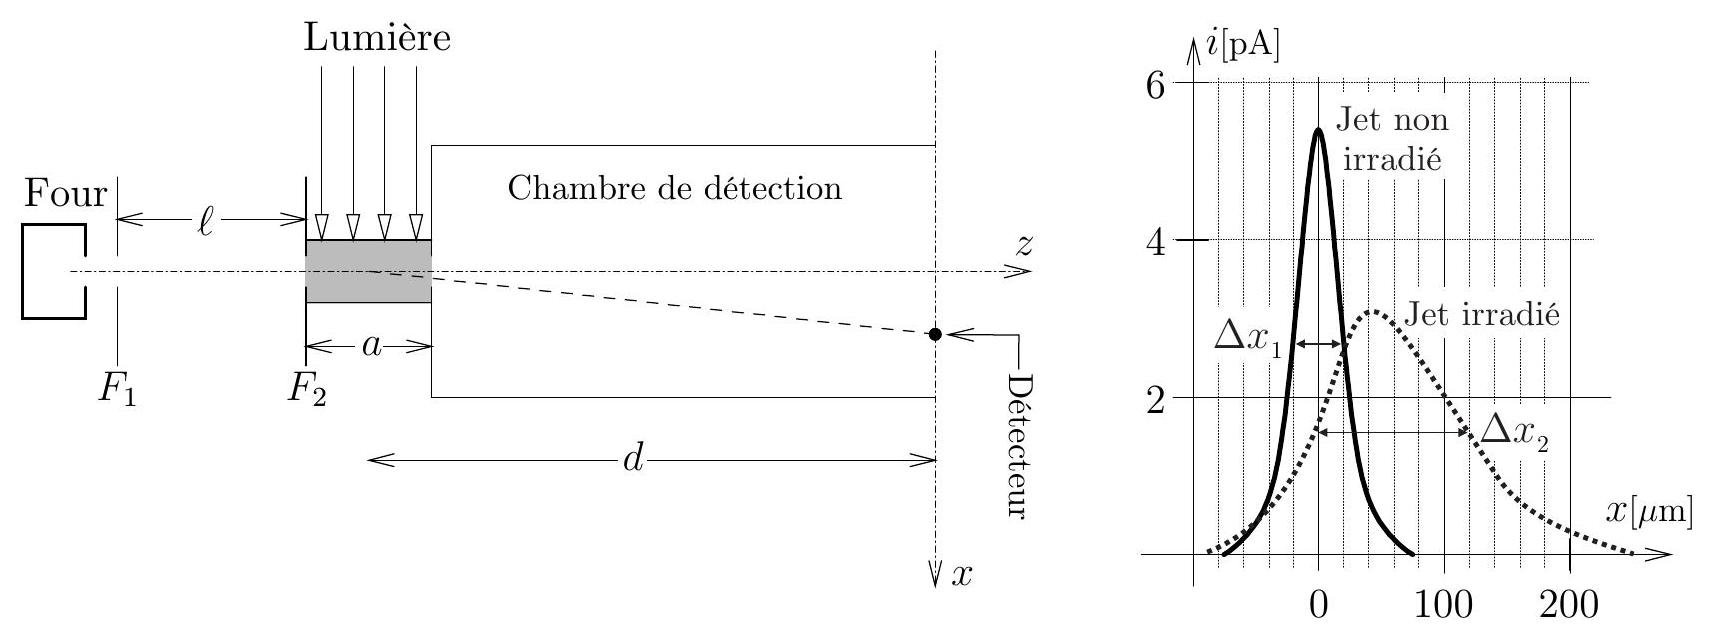 Lumière
Four
ℓ
Chambre de détection
z
a
F₁
F₂
d
Détecteur
x
i[pA]
6
Jet non
irradié
4
Jet irradié
Δx₁
2
Δx₂
x[μm]
0
100
200